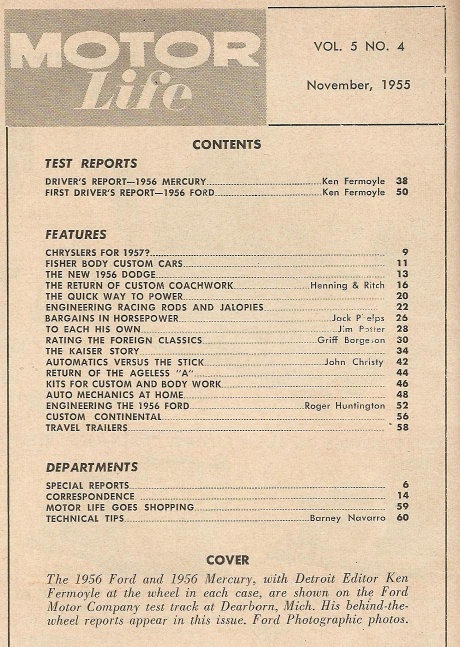 MOTOR
Life
VOL. 5 NO. 4
November, 1955
CONTENTS
TEST REPORTS
DRIVER'S REPORT—1956 MERCURY Ken Fermoyle 38
FIRST DRIVER'S REPORT—1956 FORD Ken Fermoyle 50
FEATURES
CHRYSLERS FOR 1957? 9
FISHER BODY CUSTOM CARS 11
THE NEW 1956 DODGE 13
THE RETURN OF CUSTOM COACHWORK Henning & Ritch 16
THE QUICK WAY TO POWER 20
ENGINEERING RACING RODS AND JALOPIES 22
BARGAINS IN HORSEPOWER Jack Phelps 26
TO EACH HIS OWN Jim Potter 28
RATING THE FOREIGN CLASSICS Griff Borgeson 30
THE KAISER STORY 34
AUTOMATICS VERSUS THE STICK John Christy 42
RETURN OF THE AGELESS "A" 44
KITS FOR CUSTOM AND BODY WORK 46
AUTO MECHANICS AT HOME 48
ENGINEERING THE 1956 FORD Roger Huntington 52
CUSTOM CONTINENTAL 56
TRAVEL TRAILERS 58
DEPARTMENTS
SPECIAL REPORTS 6
CORRESPONDENCE 14
MOTOR LIFE GOES SHOPPING 59
TECHNICAL TIPS Barney Navarro 60
COVER
The 1956 Ford and 1956 Mercury, with Detroit Editor Ken
Fermoyle at the wheel in each case, are shown on the Ford
Motor Company test track at Dearborn, Mich. His behind-the-
wheel reports appear in this issue. Ford Photographic photos.